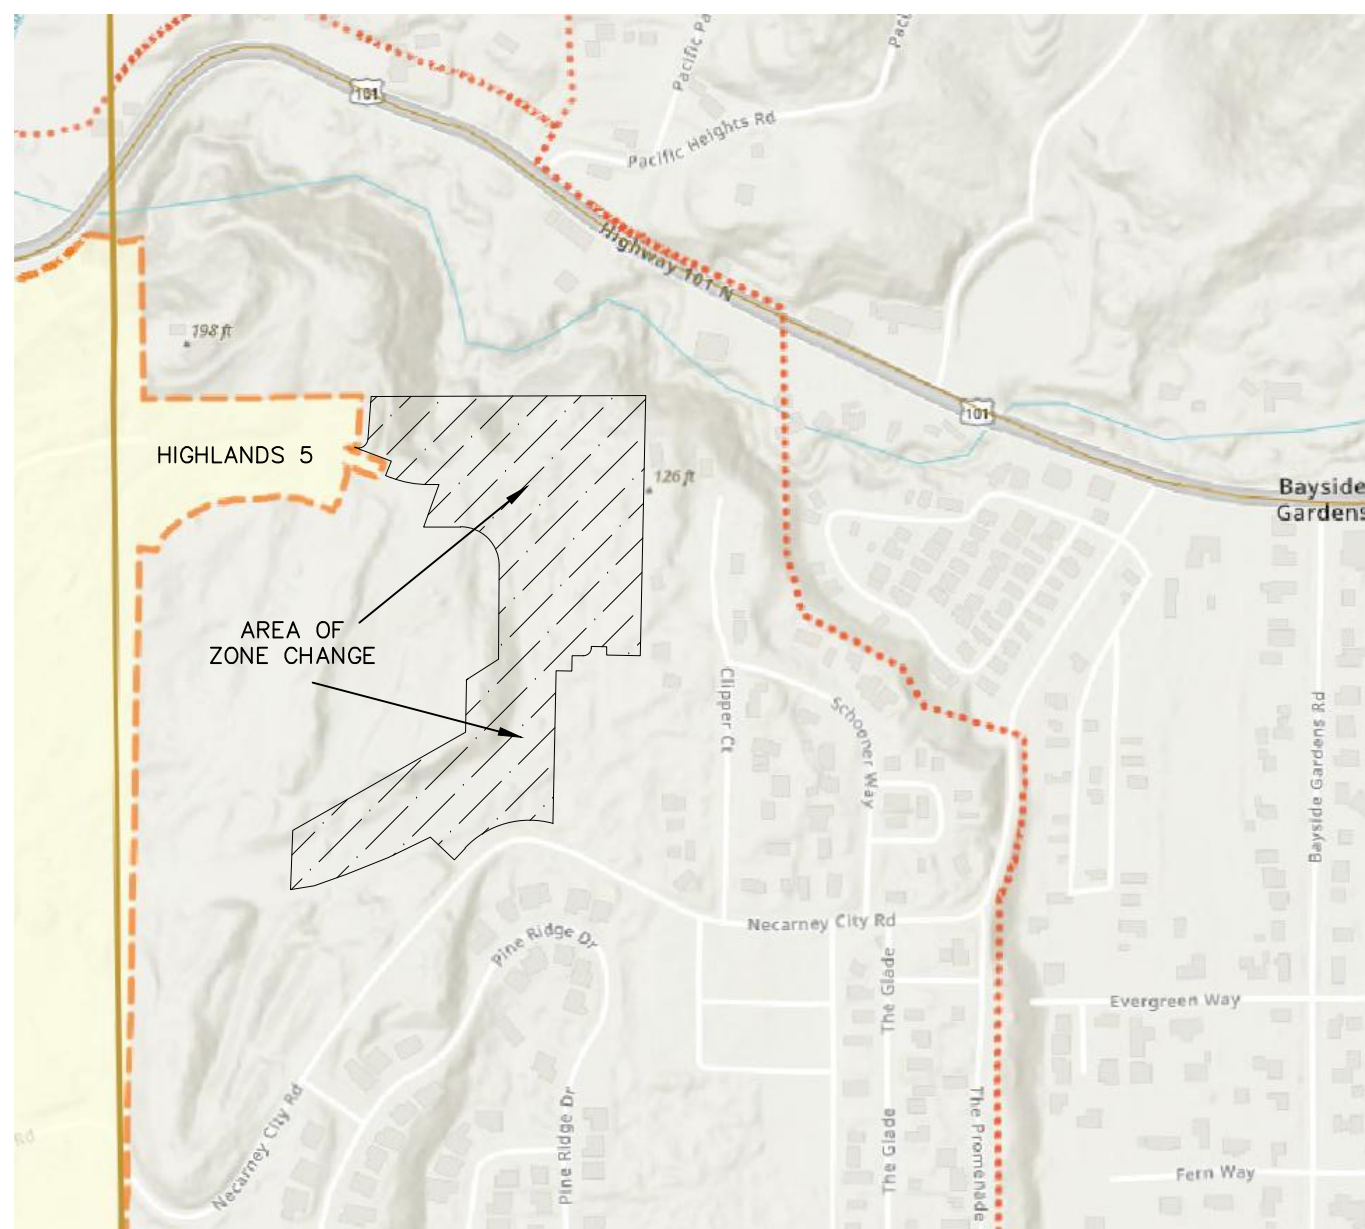 Pacific Pa
Paci
101
Pacific Heights Rd
Highway 101 N
198 ft
101
HIGHLANDS 5
126 ft
Bayside
Gardens
AREA OF
ZONE CHANGE
Clipper Ct
Schooner Way
Bayside Gardens Rd
Necarney City Rd
Pine Ridge Dr
The Glade
Evergreen Way
Rd
Necarney City Rd
Pine Ridge Dr
The Glade
The Promenade
Fern Way